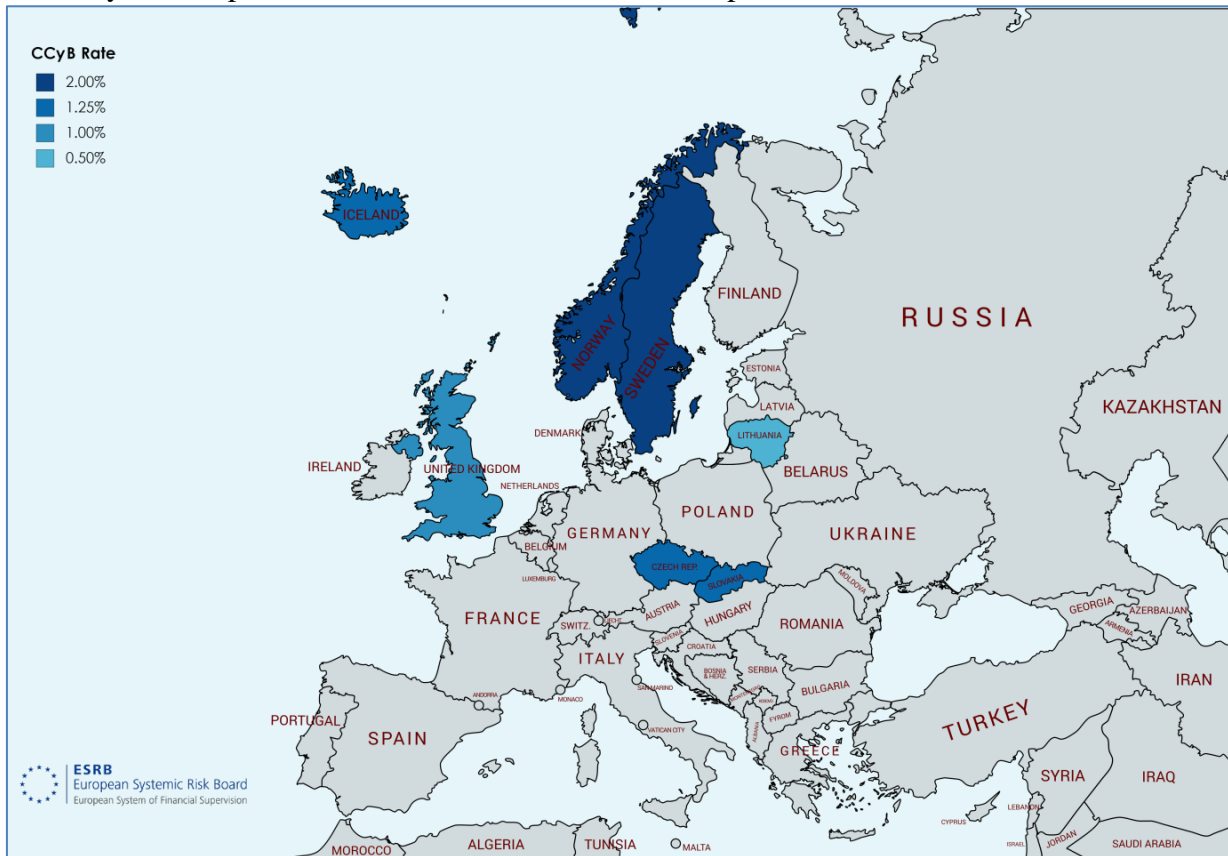 CCyB Rate
2.00%
1.25%
1.00%
0.50%
ICELAND
NORWAY
SWEDEN
FINLAND
RUSSIA
ESTONIA
LATVIA
LITHUANIA
KAZAKHSTAN
DENMARK
IRELAND
UNITED KINGDOM
NETHERLANDS
BELARUS
POLAND
GERMANY
BELGIUM
UKRAINE
LUXEMBURG
CZECH REP.
SLOVAKIA
MOLDOVA
FRANCE
SWITZ.
LIECHT.
AUSTRIA
HUNGARY
ROMANIA
GEORGIA
AZERBAIJAN
ARMENIA
SLOVENIA
CROATIA
ITALY
BOSNIA
& HERZ.
SERBIA
SAN MARINO
MONACO
ANDORRA
BULGARIA
IRAN
PORTUGAL
SPAIN
VATICAN CITY
FYROM
ALBANIA
GREECE
TURKEY
SYRIA
IRAQ
ESRB
European Systemic Risk Board
European System of Financial Supervision
LEBANON
CYPRUS
ISRAEL
JORDAN
SAUDI ARABIA
MOROCCO
ALGERIA
TUNISIA
MALTA